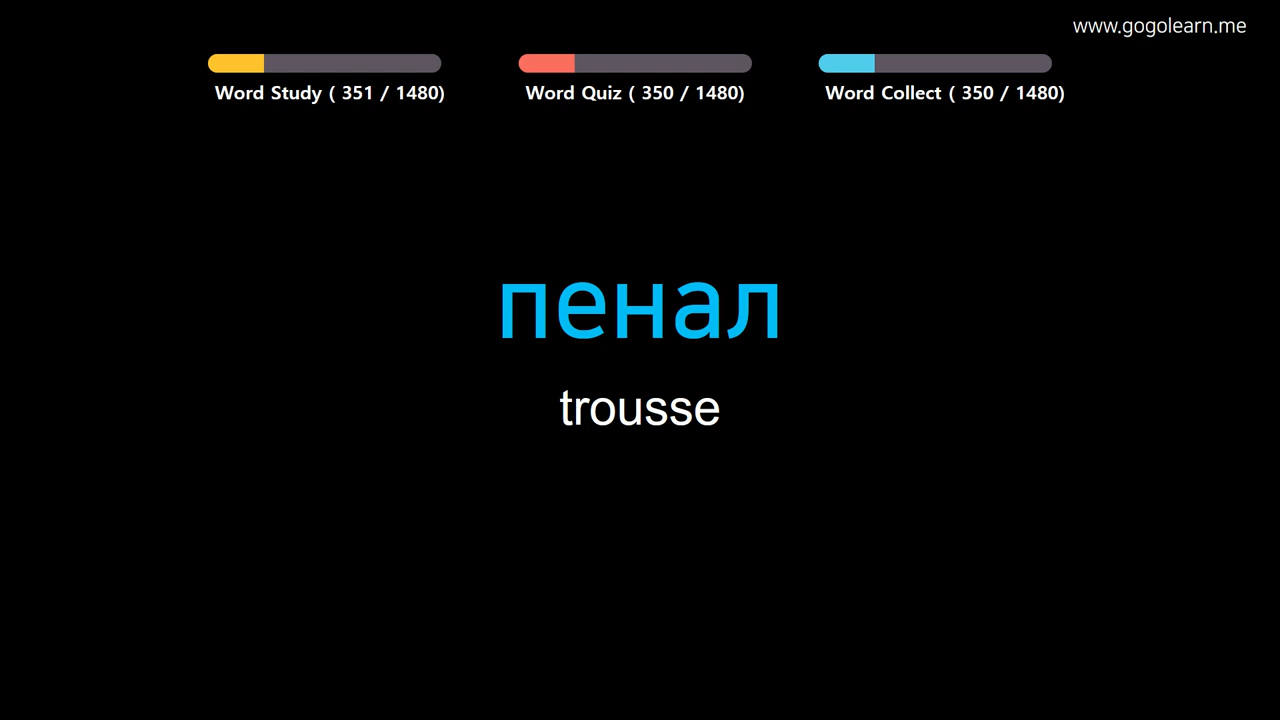 www.gogolearn.me
Word Study ( 351 / 1480)
Word Quiz ( 350 / 1480)
Word Collect ( 350 / 1480)
пенал
trousse